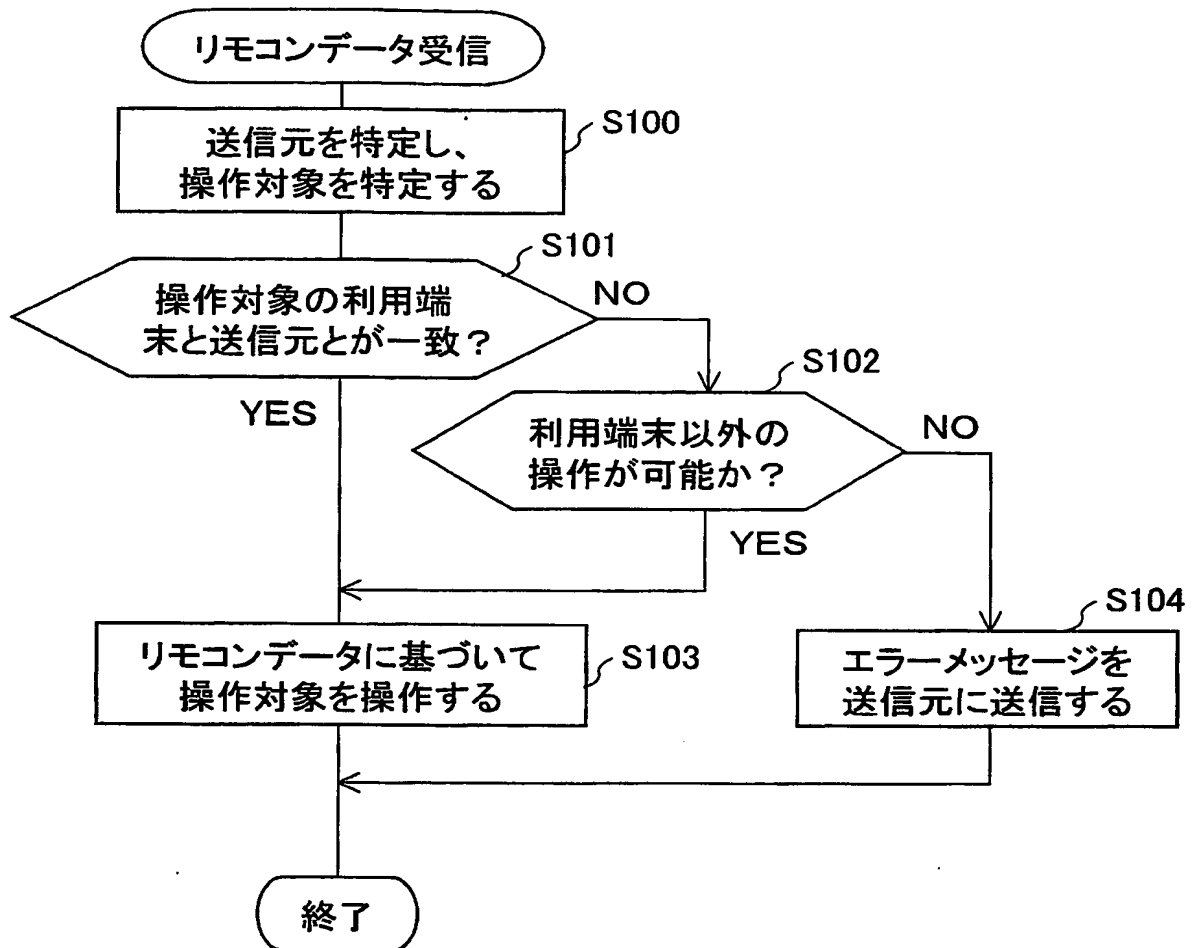 リモコンデータ受信
送信元を特定し、
操作対象を特定する
S100
S101
操作対象の利用端
末と送信元とが一致？
NO
YES
S102
利用端末以外の
操作が可能か？
NO
YES
リモコンデータに基づいて
操作対象を操作する
S103
S104
エラーメッセージを
送信元に送信する
終了